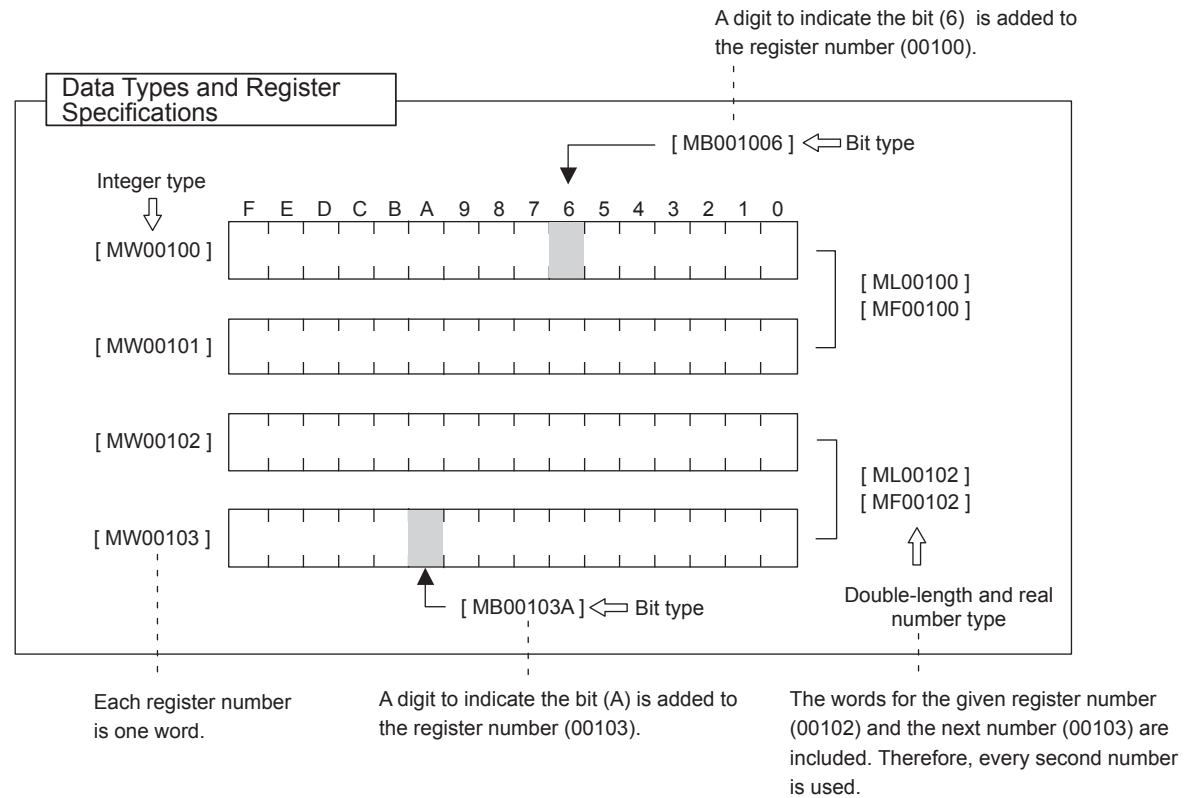 A digit to indicate the bit (6) is added to
the register number (00100).
Data Types and Register
Specifications
[ MB001006 ] Bit type
Integer type
F E D C B A 9 8 7 6 5 4 3 2 1 0
[ MW00100 ]
[ ML00100 ]
[ MF00100 ]
[ MW00101 ]
[ MW00102 ]
[ ML00102 ]
[ MF00102 ]
[ MW00103 ]
[ MB00103A ] Bit type
Double-length and real
number type
Each register number
is one word.
A digit to indicate the bit (A) is added to
the register number (00103).
The words for the given register number
(00102) and the next number (00103) are
included. Therefore, every second number
is used.